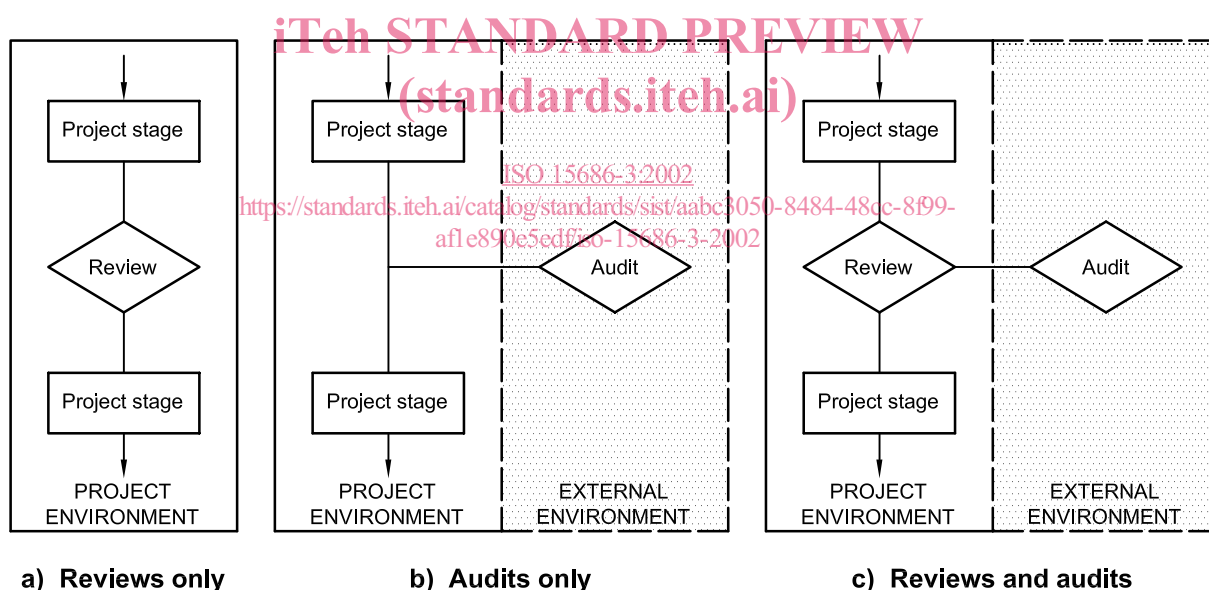 iTeh STANDARD PREVIEW
(standards.iteh.ai)
ISO 15686-3:2002
https://standards.iteh.ai/catalog/standards/sist/aabc3050-8484-48cc-8f99-
af1e890e5edf/iso-15686-3-2002
Project stage
Review
Project stage
PROJECT
ENVIRONMENT
a) Reviews only
Project stage
Audit
Project stage
PROJECT
ENVIRONMENT
EXTERNAL
ENVIRONMENT
b) Audits only
Project stage
Review
Audit
Project stage
PROJECT
ENVIRONMENT
EXTERNAL
ENVIRONMENT
c) Reviews and audits